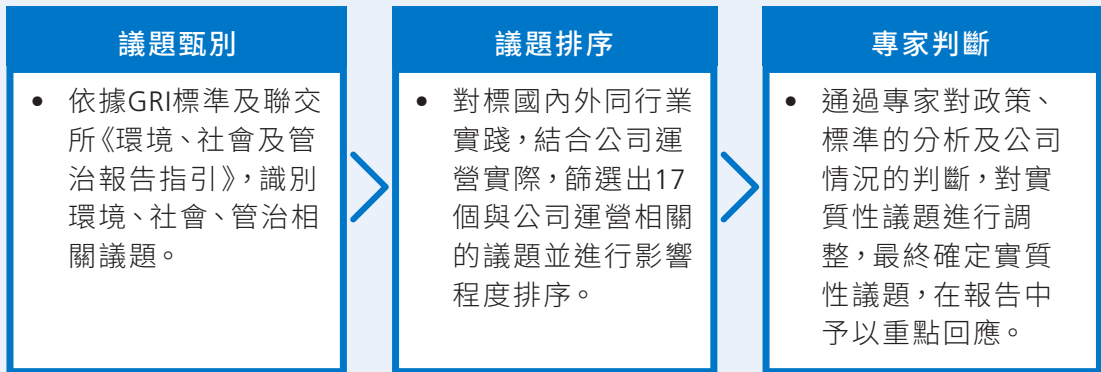 議題甄別
• 依據GRI標準及聯交
所《環境、社會及管
治報告指引》，識別
環境、社會、管治相
關議題。
議題排序
• 對標國內外同行業
實踐，結合公司運
營實際，篩選出17
個與公司運營相關
的議題並進行影響
程度排序。
專家判斷
• 通過專家對政策、
標準的分析及公司
情況的判斷，對實
質性議題進行調
整，最終確定實質
性議題，在報告中
予以重點回應。